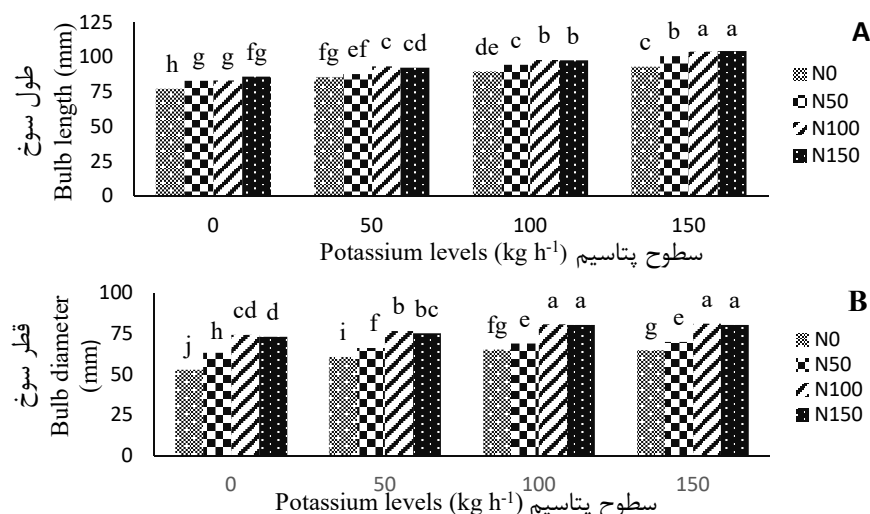 A
طول سوخ
Bulb length (mm)
125
100
75
50
25
0
h g g fg fg ef c cd de c b b c b a a
0 50 100 150
Potassium levels (kg h-1) سطوح پتاسیم
N0
N50
N100
N150
B
قطر سوخ
Bulb diameter
(mm)
100
75
50
25
0
j h cd d i f b bc fg e a a g e a a
0 50 100 150
Potassium levels (kg h-1) سطوح پتاسیم
N0
N50
N100
N150